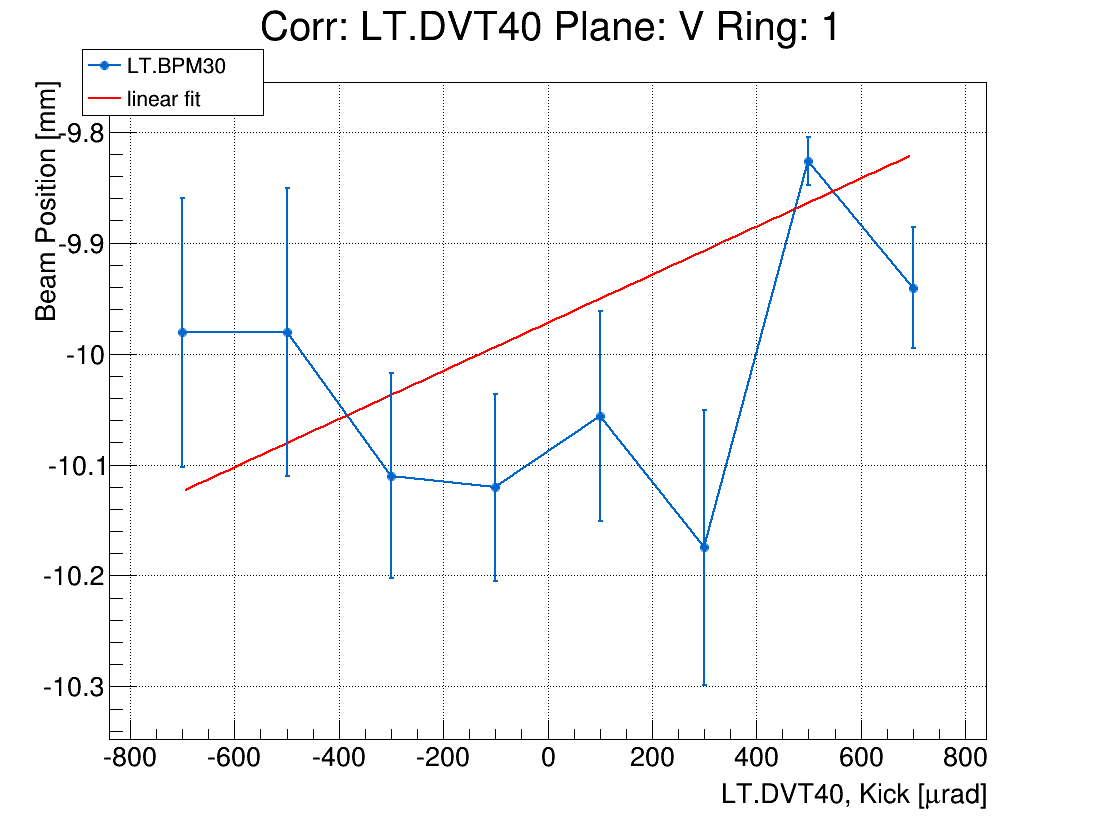 Corr: LT.DVT40 Plane: V Ring: 1
LT.BPM30
linear fit
Beam Position [mm]
-9.8
-9.9
-10
-10.1
-10.2
-10.3
-800 -600 -400 -200 0 200 400 600 800
LT.DVT40, Kick [μrad]